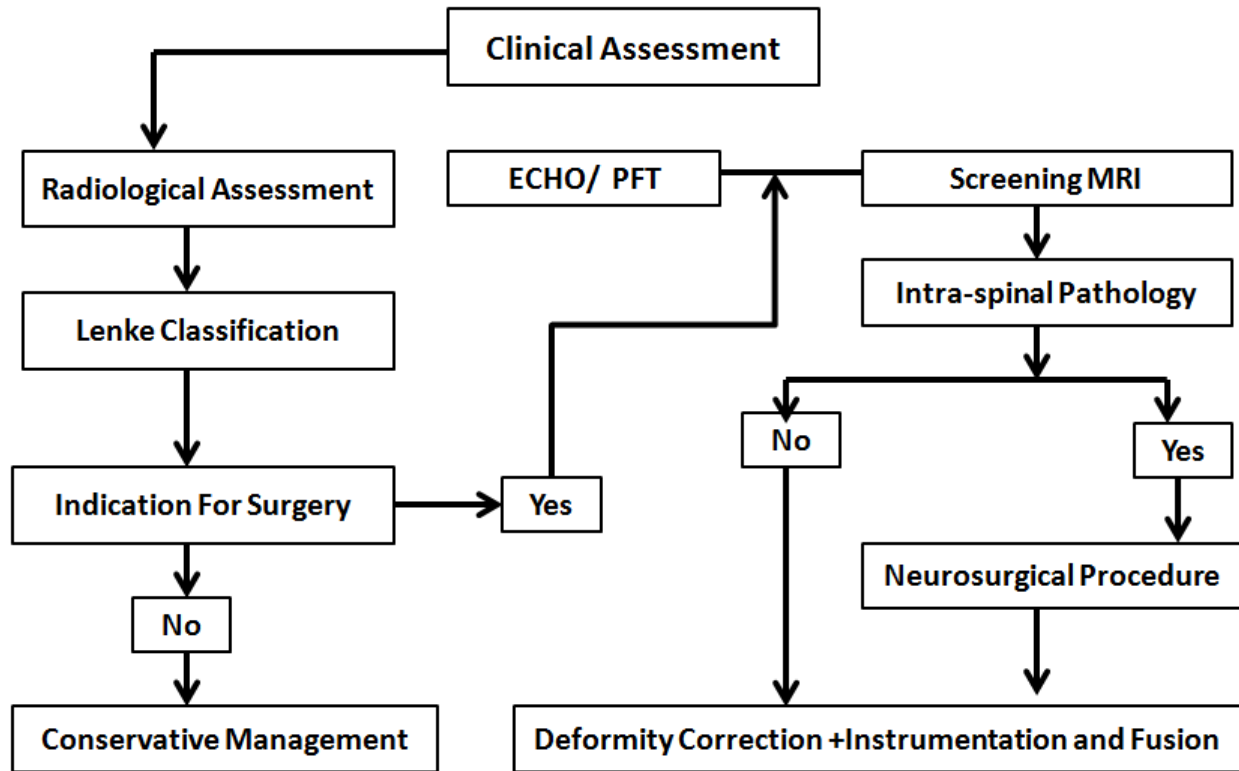 Clinical Assessment
Radiological Assessment
ECHO/ PFT
Screening MRI
Intra-spinal Pathology
Lenke Classification
No
Yes
Indication For Surgery
Yes
Neurosurgical Procedure
No
Conservative Management
Deformity Correction +Instrumentation and Fusion